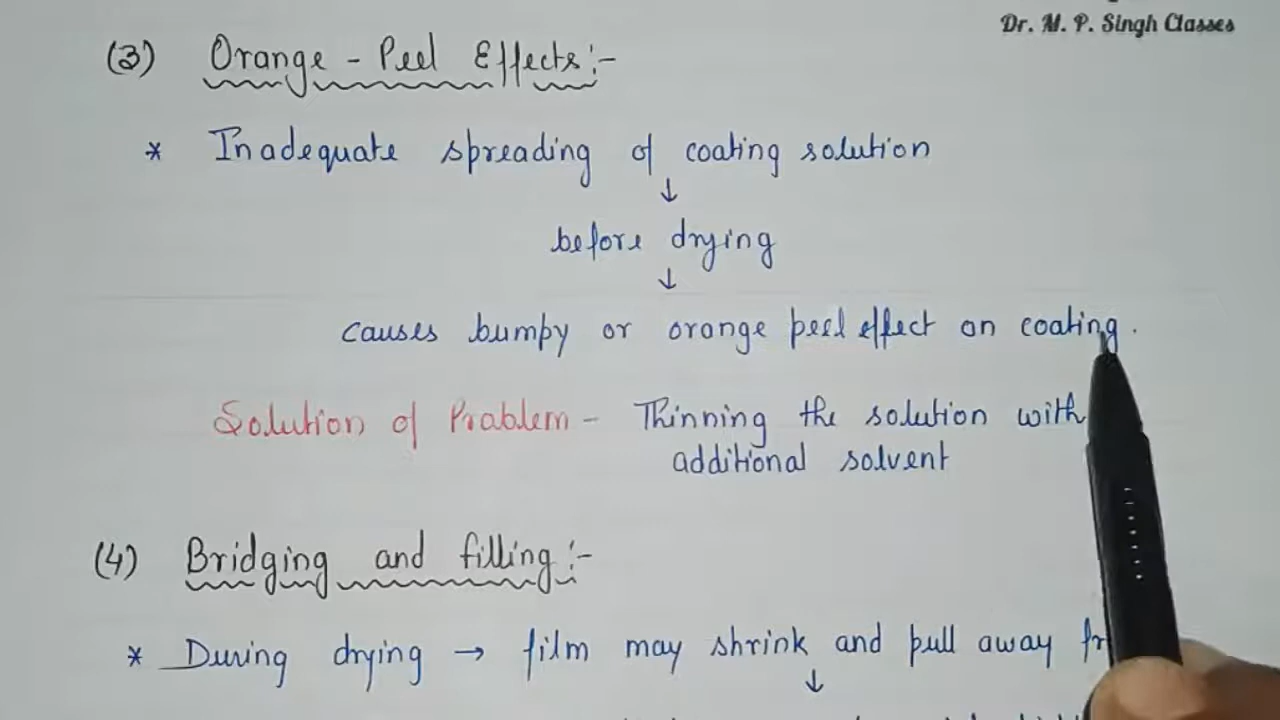 Dr. M. P. Singh Classes
(3) Orange - Peel Effects :-
* Inadequate spreading of coating solution
↓
before drying
↓
causes bumpy or orange peel effect on coating.
Solution of Problem - Thinning the solution with
additional solvent
(4) Bridging and filling :-
* During drying → film may shrink and pull away
↓